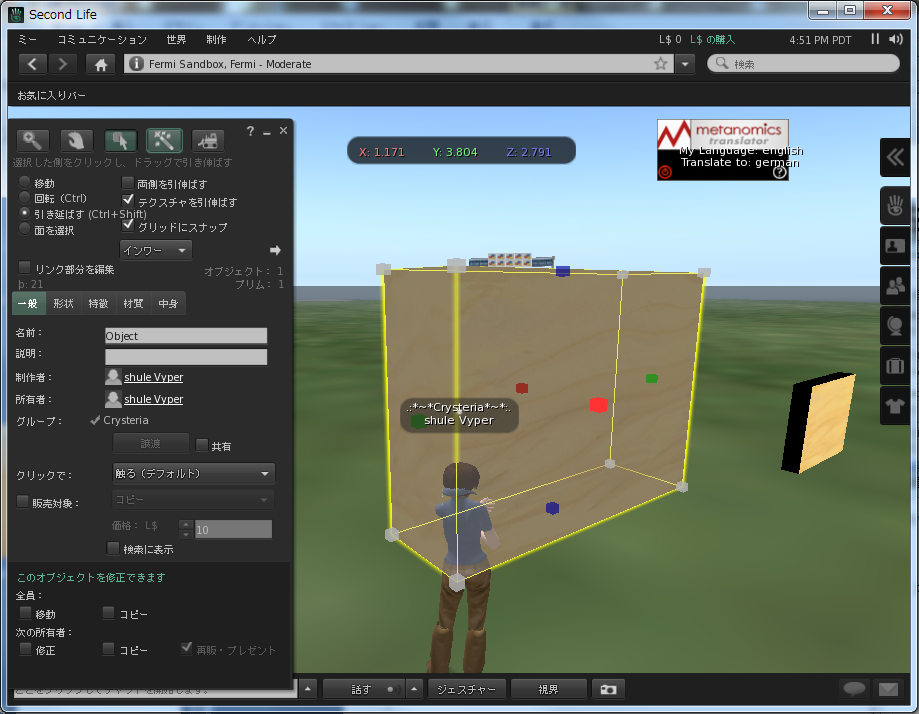 Second Life
ミー コミュニケーション 世界 制作 ヘルプ L$ 0 L$ の購入 4:51 PM PDT
Fermi Sandbox, Fermi - Moderate 検索
お気に入りバー
選択した側をクリックし、ドラッグで引き伸ばす
移動 両側を引伸ばす
回転 (Ctrl) テクスチャを引伸ばす
引き延ばす (Ctrl+Shift)
グリッドにスナップ
面を選択
インワー
リンク部分を編集 オブジェクト: 1
þ: 21 プリム: 1
一般 形状 特徴 材質 中身
名前: Object
説明:
制作者: shule Vyper
所有者: shule Vyper
グループ: Crysteria
譲渡 共有
クリックで: 触る (デフォルト)
販売対象: コピー
価格: L$ 10
検索に表示
このオブジェクトを修正できます
全員:
移動 コピー
次の所有者:
修正 コピー 再販・プレゼント
X: 1.171 Y: 3.804 Z: 2.791
metanomics
translator
My Language: english
Translate to: german
.:*~*Crysteria*~*:.
shule Vyper
話す ジェスチャー 視界